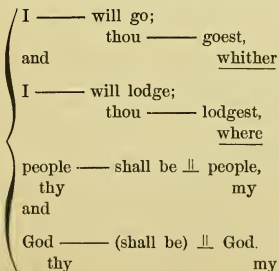 I — will go;
thou — goest,
and whither
I — will lodge;
thou — lodgest,
where
people — shall be ⫫ people,
thy my
and
God — (shall be) ⫫ God.
thy my